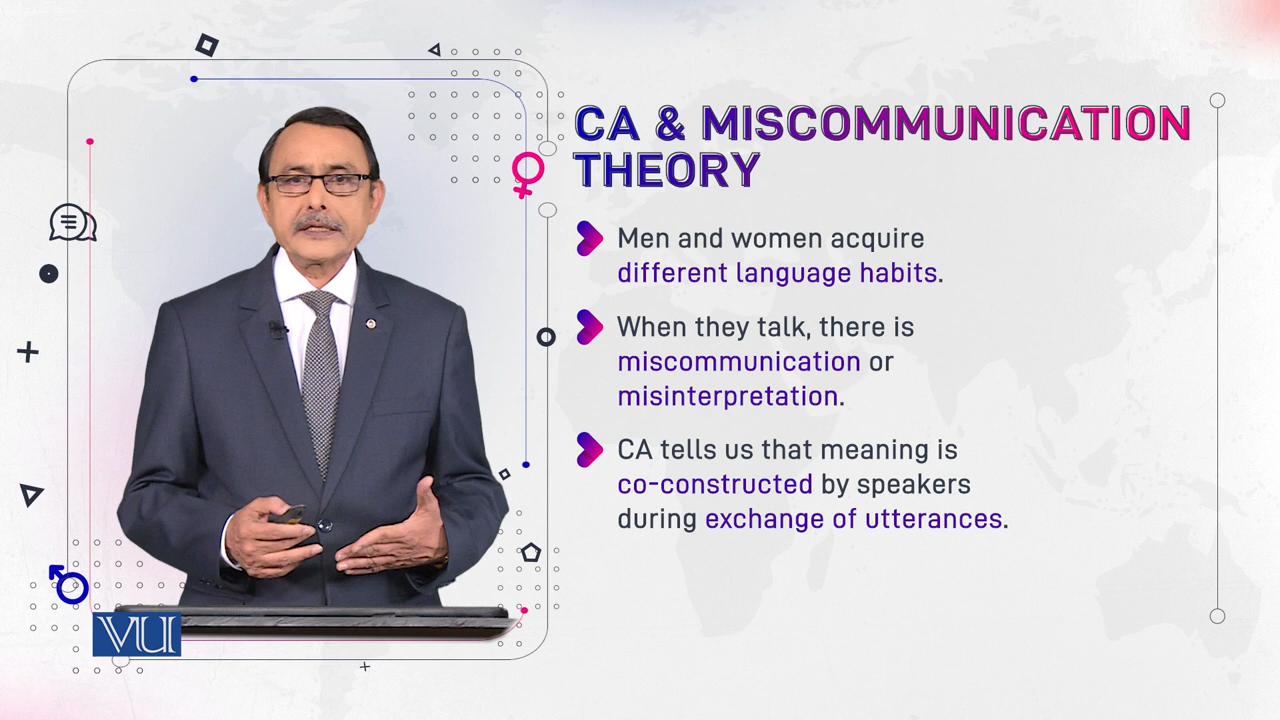 CA & MISCOMMUNICATION
THEORY
Men and women acquire
different language habits.
When they talk, there is
miscommunication or
misinterpretation.
CA tells us that meaning is
co-constructed by speakers
during exchange of utterances.
VU